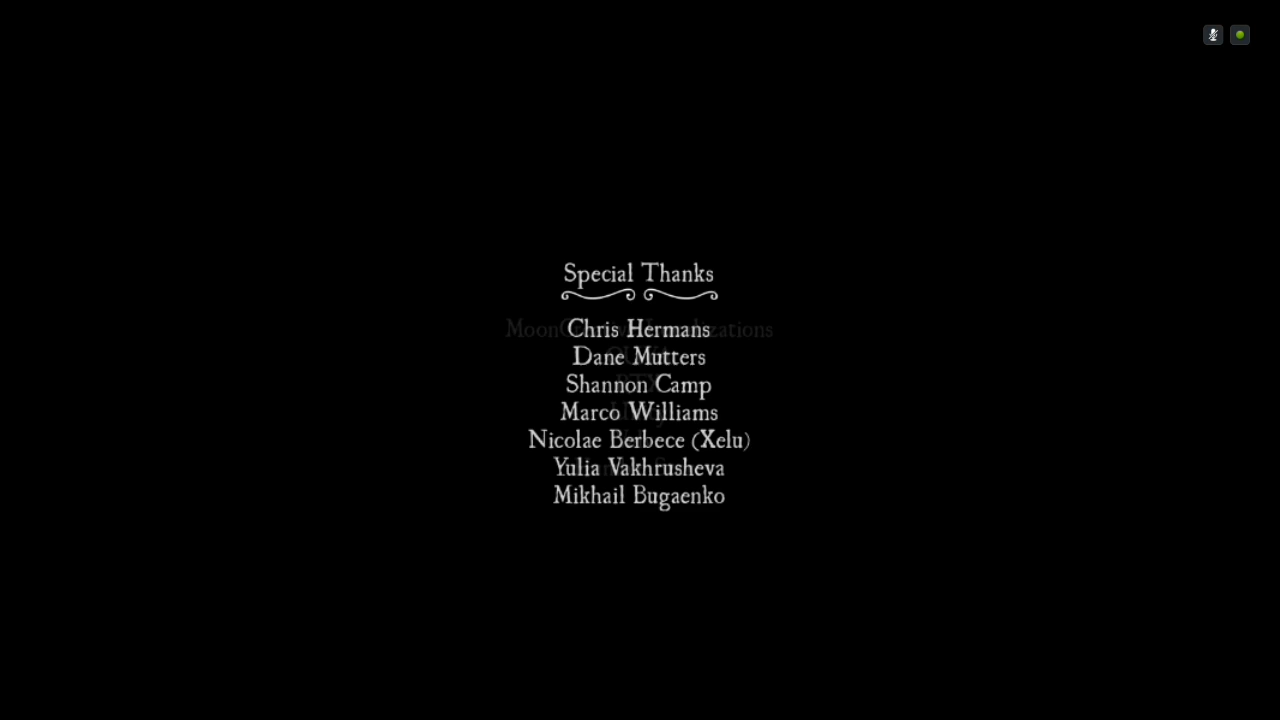 Special Thanks
Chris Hermans
Dane Mutters
Shannon Camp
Marco Williams
Nicolae Berbece (Xelu)
Yulia Vakhrusheva
Mikhail Bugaenko